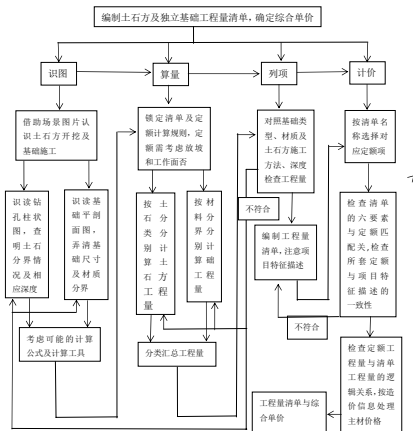 编制土石方及独立基础工程量清单，确定综合单价
识图
算量
列项
计价
借助场景图片认
识土石方开挖及
基础施工
锁定清单及定
额计算规则，定
额需考虑放坡
和工作面否
对照基础类
型、材质及
土石方施工
方法、深度
检查工程量
按清单名
称选择对
应定额项
识读钻
孔柱状
图，查
明土石
分界情
况及相
应深度
识读基
础平剖
面图，
弄清基
础尺寸
及材质
分界
按土
石分
类分
别计
算土
石方
工程
量
按材
料分
界分
别计
算基
础工
程量
不符合
编制工程量
清单，注意项
目特征描述
检查清单
的六要素
与定额匹
配关，检查
所套定额
与项目特
征描述的
一致性
不符合
考虑可能的计算
公式及计算工具
分类汇总工程量
检查定额工
程量与清单
工程量的逻
辑关系，按造
价信息处理
主材价格
工程量清单与综
合单价